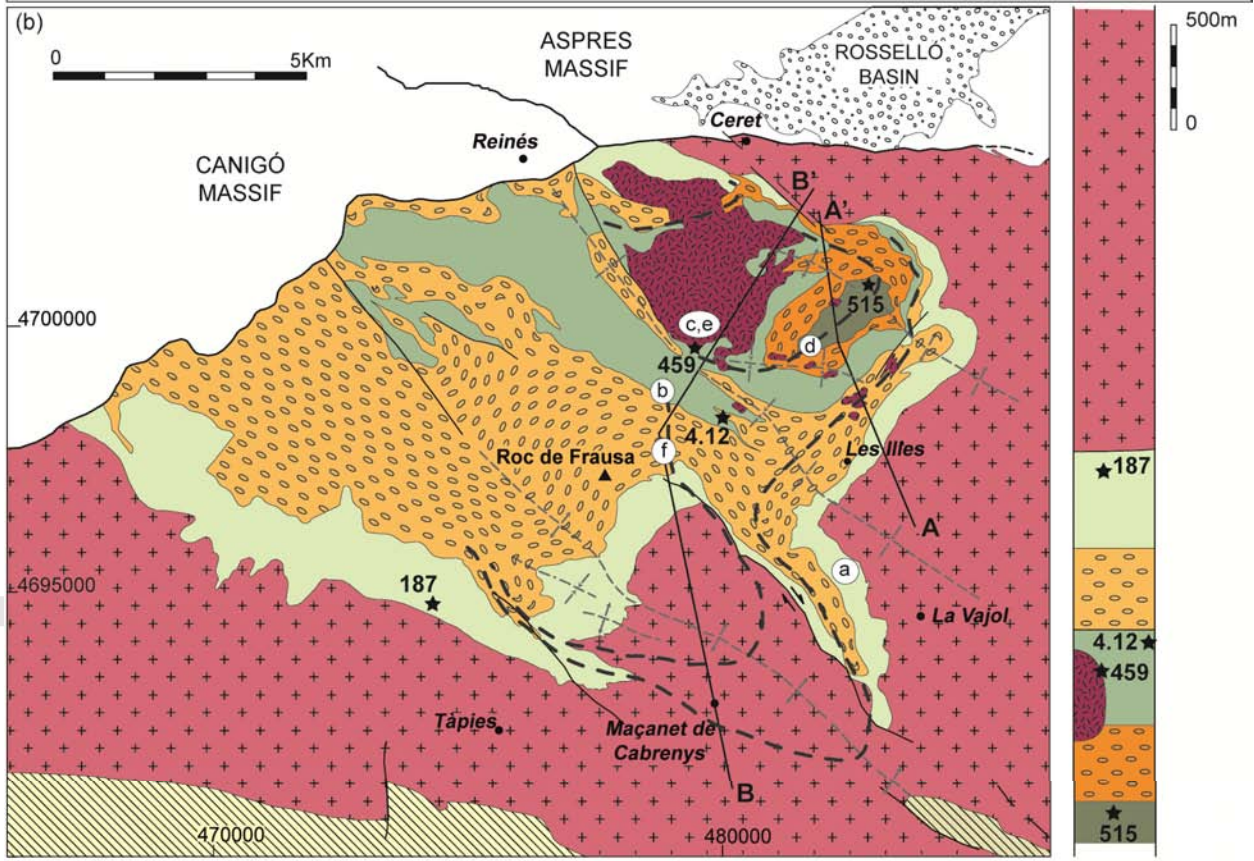 (b)
0
5Km
ASPRES
MASSIF
ROSSELLÓ
BASIN
500m
0
Reinés
Ceret
CANIGÓ
MASSIF
B'
A'
515
4700000
c,e
459
d
b
4.12
f
Roc de Frausa
Les Illes
A
187
a
4695000
187
La Vajol
4.12
459
Tàpies
Maçanet de
Cabrenys
B
470000
480000
515